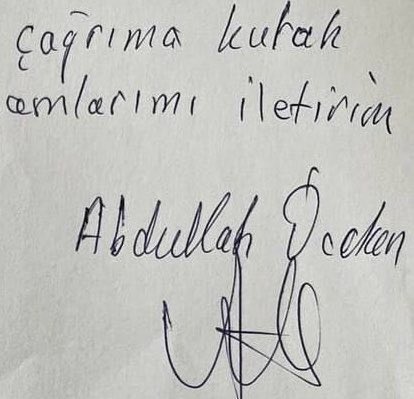 çağrıma kulak
amlarımı iletirim
Abdullah Öcalan